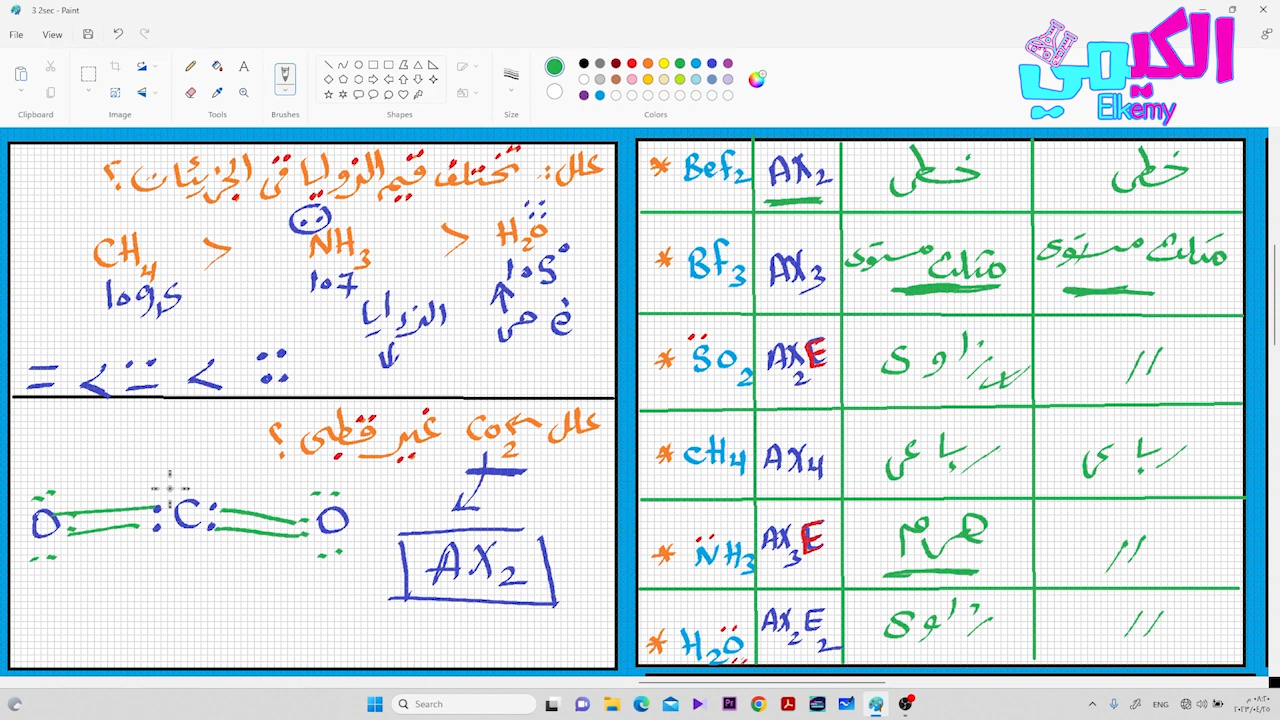 3 2sec - Paint
File View
Clipboard Image Tools Brushes Shapes Size Colors
الكيمي
Elkemy
علل: تختلف قيم الزوايا فى الجزيئات ؟
CH4 > NH3 > H2O
109,5 107 105°
الزوايا
= < .. < ::
علل CO2 غير قطبى ؟
O C O
AX2
* Bef2 AX2 خطى خطى
* Bf3 AX3 مثلث مستوى مثلث مستوى
* SO2 AX2E زاوى //
* CH4 AX4 رباعى رباعى
* NH3 AX3E هرم //
* H2O AX2E2 زاوى //
Search
ENG